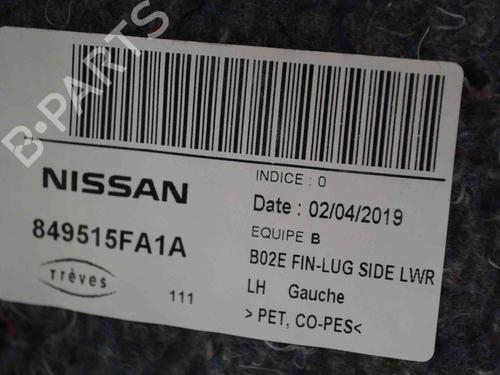 NISSAN
849515FA1A
Trèves
111
INDICE : 0
Date : 02/04/2019
EQUIPE B
B02E FIN-LUG SIDE LWR
LH Gauche
> PET, CO-PES<
B-PARTS